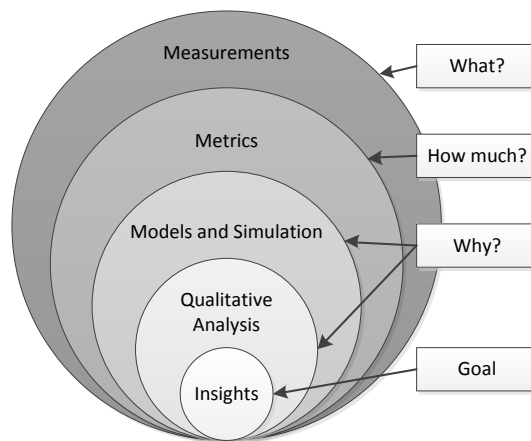 Measurements
What?
Metrics
How much?
Models and Simulation
Why?
Qualitative
Analysis
Goal
Insights